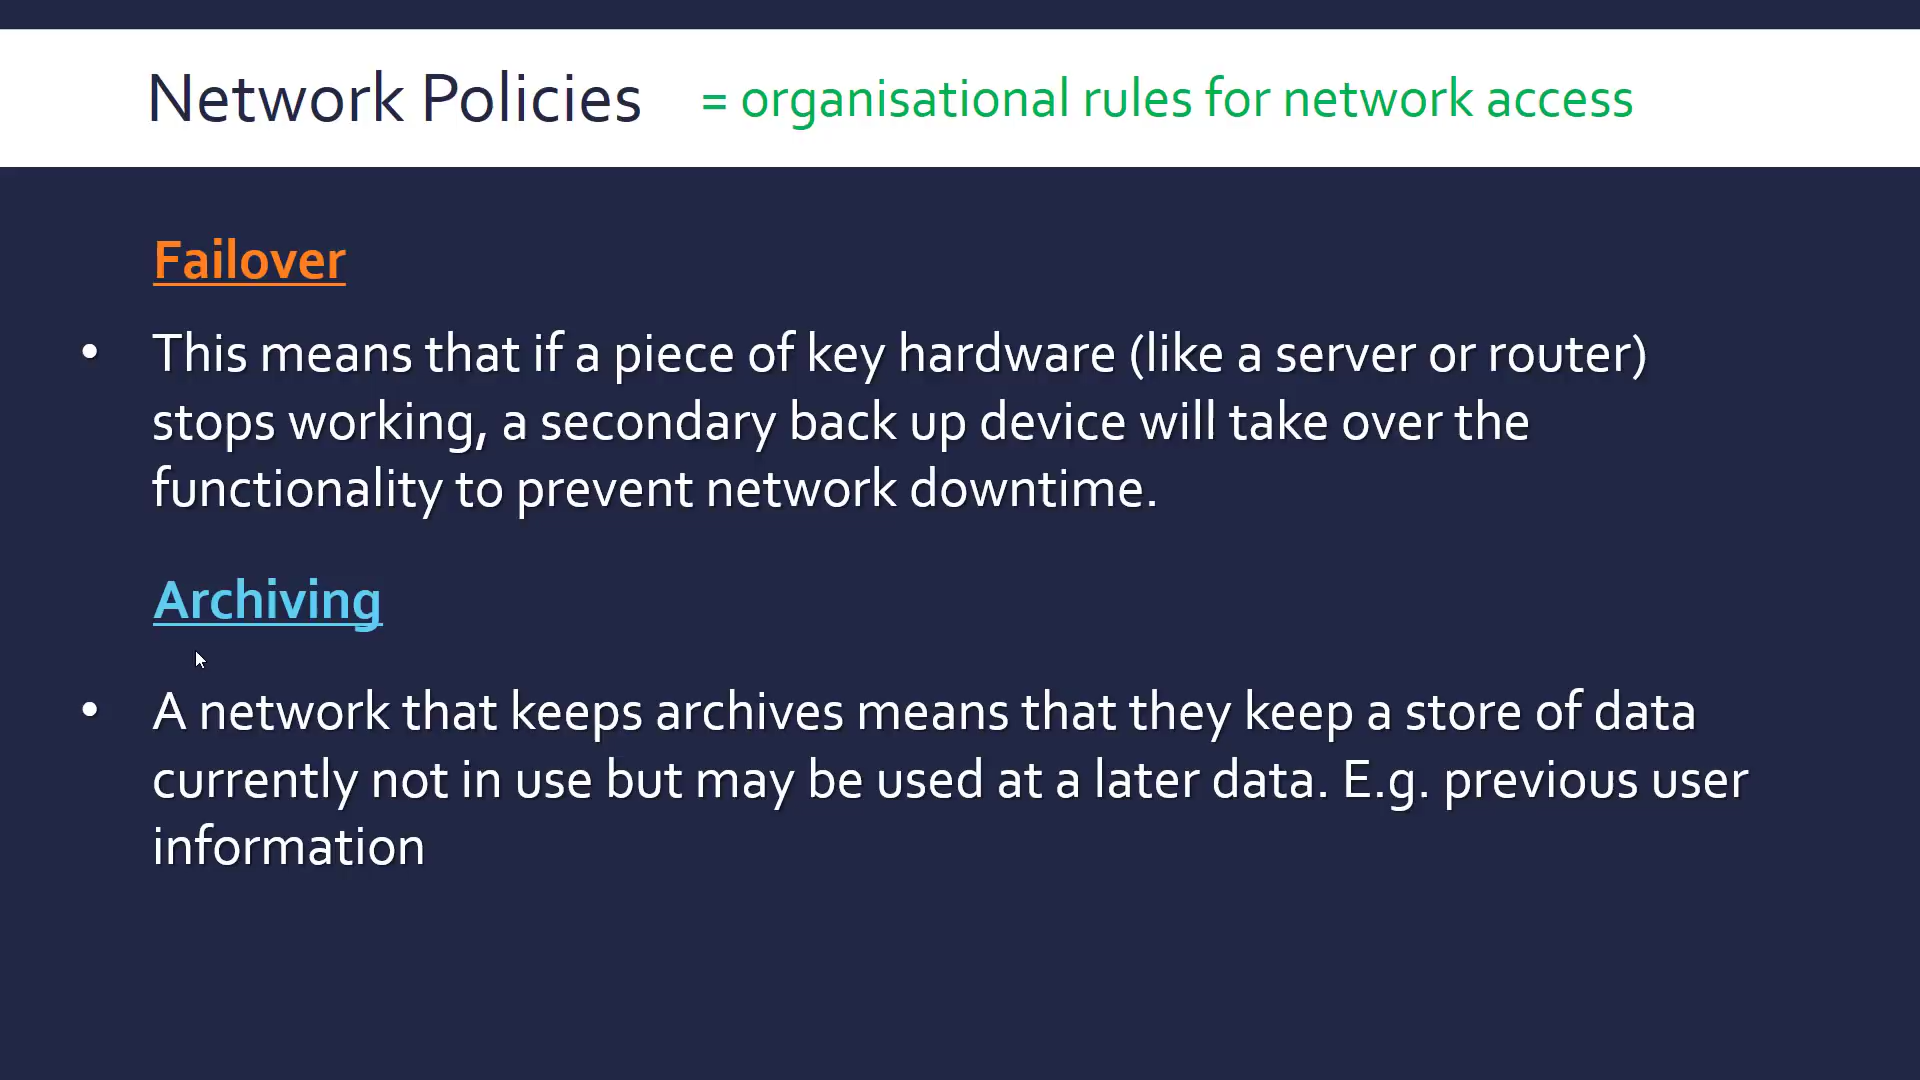 Network Policies = organisational rules for network access
Failover
• This means that if a piece of key hardware (like a server or router)
stops working, a secondary back up device will take over the
functionality to prevent network downtime.
Archiving
• A network that keeps archives means that they keep a store of data
currently not in use but may be used at a later data. E.g. previous user
information